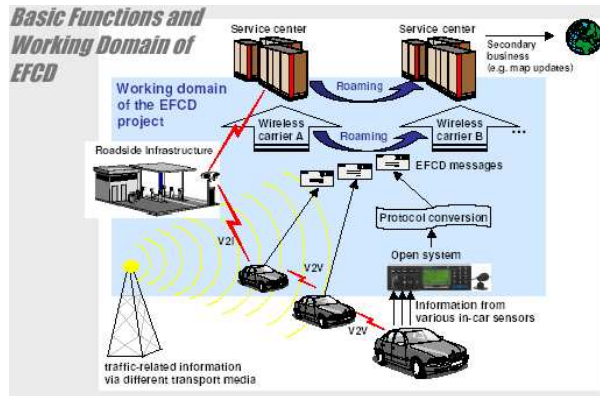 Basic Functions and
Working Domain of
EFCD
Service center
Service center
Secondary
business
(e.g. map updates)
Working domain
of the EFCD
project
Roaming
Wireless
carrier A
Roaming
Wireless
carrier B
...
Roadside Infrastructure
EFCD messages
Protocol conversion
V2I
V2V
Open system
Information from
various in-car sensors
V2V
traffic-related information
via different transport media